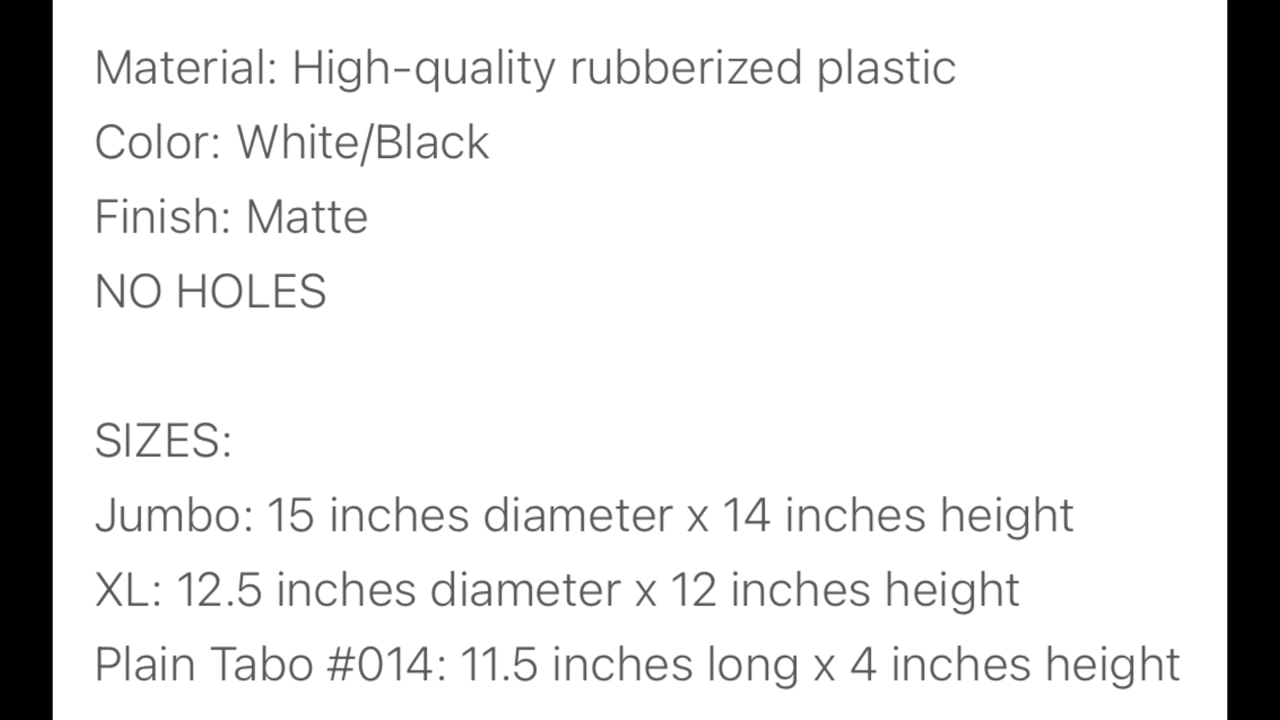 Material: High-quality rubberized plastic
Color: White/Black
Finish: Matte
NO HOLES
SIZES:
Jumbo: 15 inches diameter x 14 inches height
XL: 12.5 inches diameter x 12 inches height
Plain Tabo #014: 11.5 inches long x 4 inches height